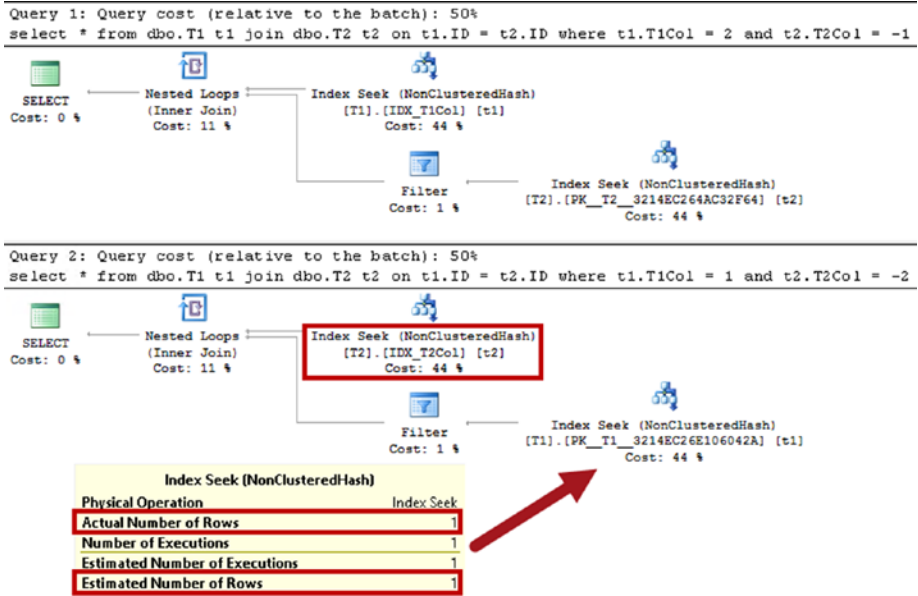 Query 1: Query cost (relative to the batch): 50%
select * from dbo.T1 t1 join dbo.T2 t2 on t1.ID = t2.ID where t1.T1Col = 2 and t2.T2Col = -1
SELECT
Cost: 0 %
Nested Loops
(Inner Join)
Cost: 11 %
Index Seek (NonClusteredHash)
[T1].[IDX_T1Col] [t1]
Cost: 44 %
Filter
Cost: 1 %
Index Seek (NonClusteredHash)
[T2].[PK__T2__3214EC264AC32F64] [t2]
Cost: 44 %
Query 2: Query cost (relative to the batch): 50%
select * from dbo.T1 t1 join dbo.T2 t2 on t1.ID = t2.ID where t1.T1Col = 1 and t2.T2Col = -2
SELECT
Cost: 0 %
Nested Loops
(Inner Join)
Cost: 11 %
Index Seek (NonClusteredHash)
[T2].[IDX_T2Col] [t2]
Cost: 44 %
Filter
Cost: 1 %
Index Seek (NonClusteredHash)
[T1].[PK__T1__3214EC26E106042A] [t1]
Cost: 44 %
Index Seek (NonClusteredHash)
Physical Operation Index Seek
Actual Number of Rows 1
Number of Executions 1
Estimated Number of Executions 1
Estimated Number of Rows 1